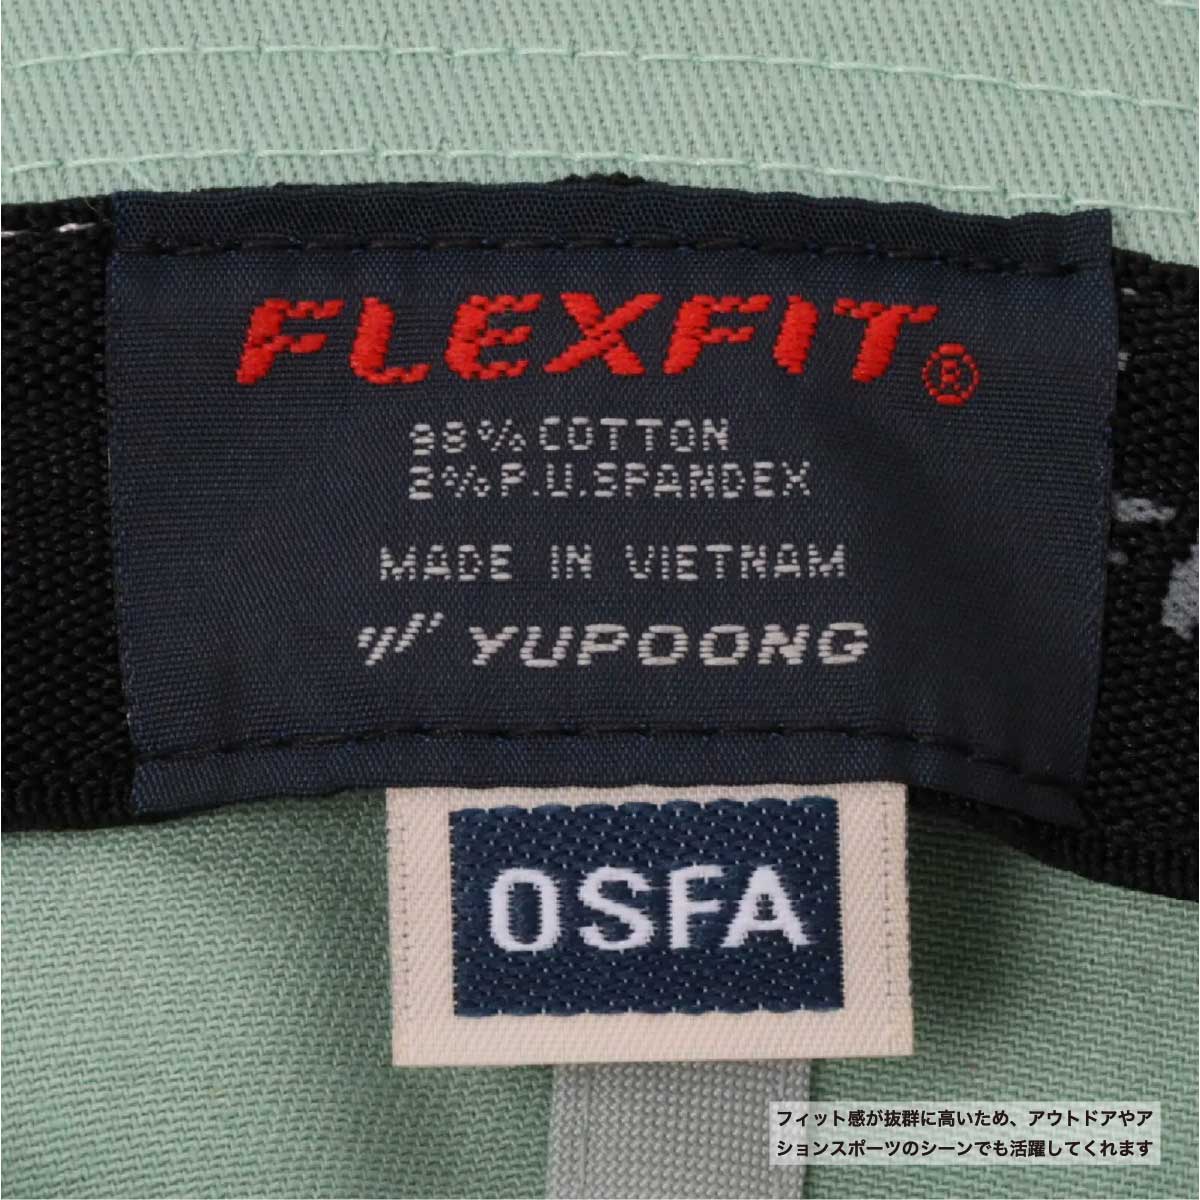 FLEXFIT®
98% COTTON
2% P.U.SPANDEX
MADE IN VIETNAM
YUPOONG
OSFA
フィット感が抜群に高いため、アウトドアやア
ションスポーツのシーンでも活躍してくれます